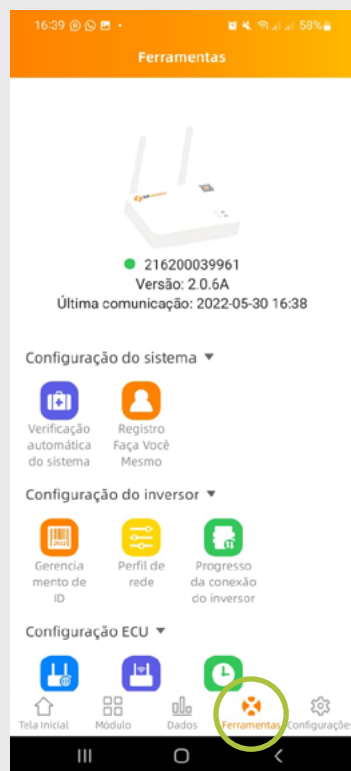 16:39
58%
Ferramentas
216200039961
Versão: 2.0.6A
Última comunicação: 2022-05-30 16:38
Configuração do sistema
Verificação
automática
do sistema
Registro
Faça Você
Mesmo
Configuração do inversor
Gerencia
mento de
ID
Perfil de
rede
Progresso
da conexão
do inversor
Configuração ECU
Tela Inicial
Módulo
Dados
Ferramentas
Configurações